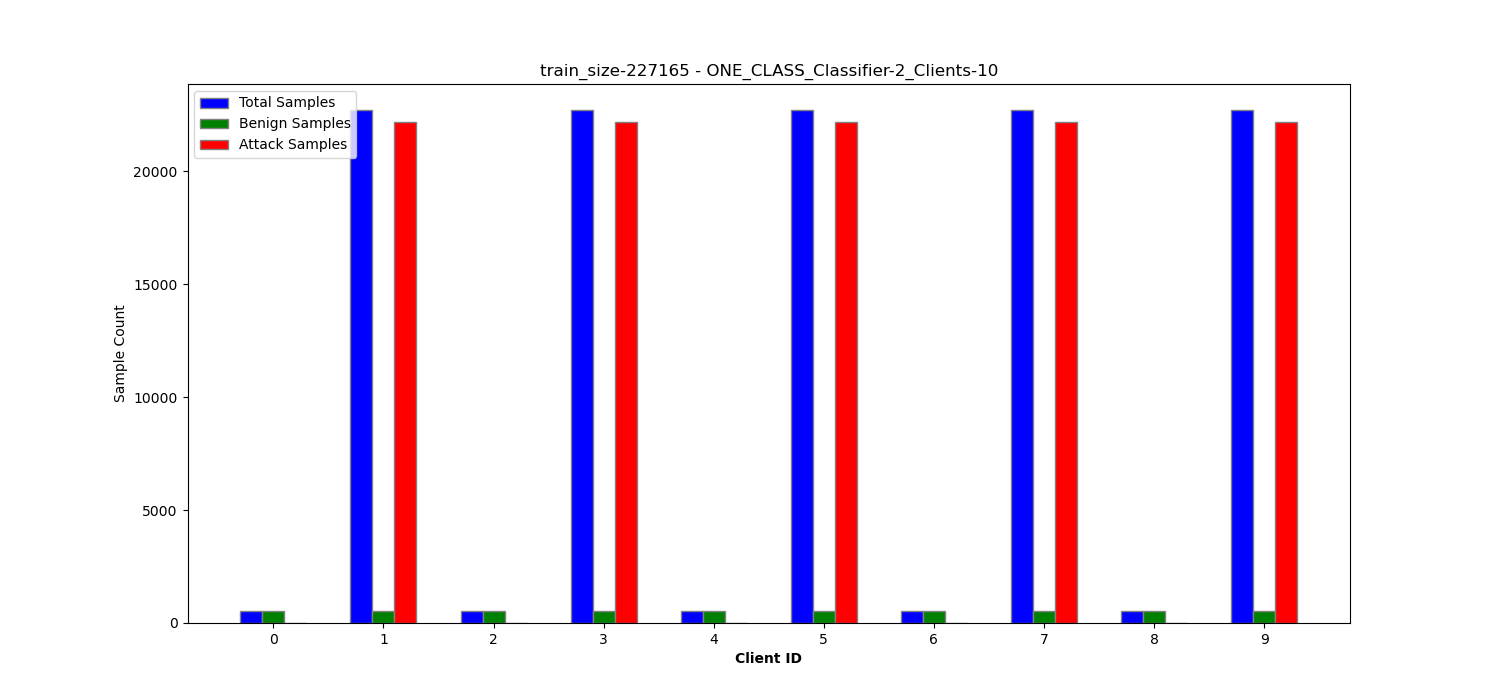 train_size-227165 - ONE_CLASS_Classifier-2_Clients-10
Total Samples
Benign Samples
Attack Samples
20000
15000
10000
5000
0
Sample Count
0 1 2 3 4 5 6 7 8 9
Client ID